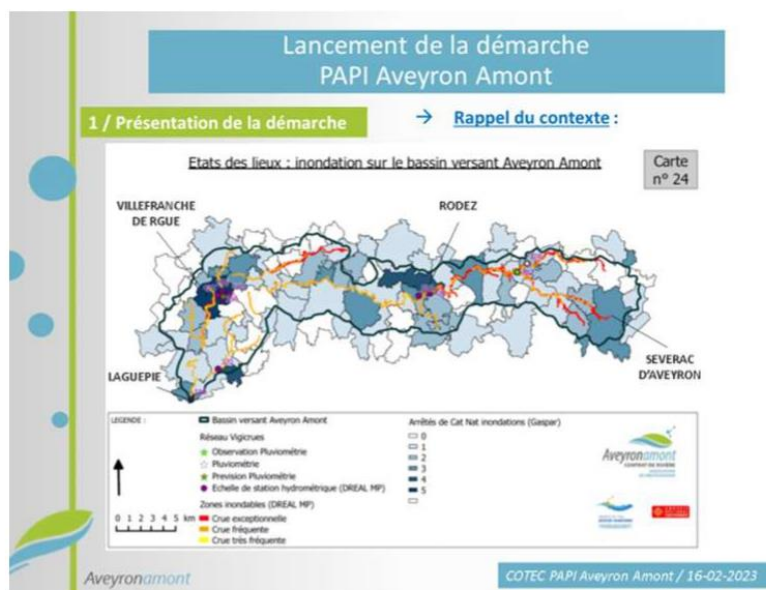 Lancement de la démarche
PAPI Aveyron Amont
1 / Présentation de la démarche
→ Rappel du contexte :
Etats des lieux : inondation sur le bassin versant Aveyron Amont
Carte
n° 24
VILLEFRANCHE
DE RGUE
RODEZ
LAGUEPIE
SEVERAC
D'AVEYRON
LEGENDE :
Bassin versant Aveyron Amont
Réseau Vigicrues
Observation Pluviométrie
Pluviométrie
Prevision Pluviométrie
Echelle de station hydrométrique (DREAL MP)
Zones inondables (DREAL MP)
Crue exceptionnelle
Crue fréquente
Crue très fréquente
0 1 2 3 4 5 km
Arrêtés de Cat Nat inondations (Gaspar)
0
1
2
3
4
5
Aveyronamont
CONTRAT DE RIVIÈRE
Aveyronamont
COTEC PAPI Aveyron Amont / 16-02-2023